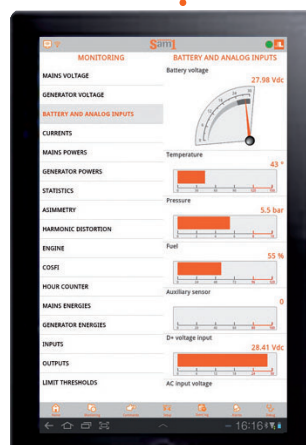 Sam1
MONITORING
MAINS VOLTAGE
GENERATOR VOLTAGE
BATTERY AND ANALOG INPUTS
CURRENTS
MAINS POWERS
GENERATOR POWERS
STATISTICS
ASIMMETRY
HARMONIC DISTORTION
ENGINE
COSFI
HOUR COUNTER
MAINS ENERGIES
GENERATOR ENERGIES
INPUTS
OUTPUTS
LIMIT THRESHOLDS
BATTERY AND ANALOG INPUTS
Battery voltage
27.98 Vdc
Temperature
43 °
Pressure
5.5 bar
Fuel
55 %
Auxiliary sensor
0
D+ voltage input
28.41 Vdc
AC input voltage
16:16